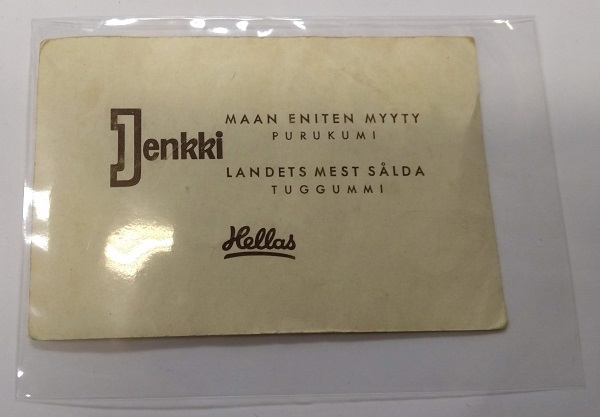 Jenkki
MAAN ENITEN MYYTY
PURUKUMI
LANDETS MEST SÅLDA
TUGGUMMI
Hellas